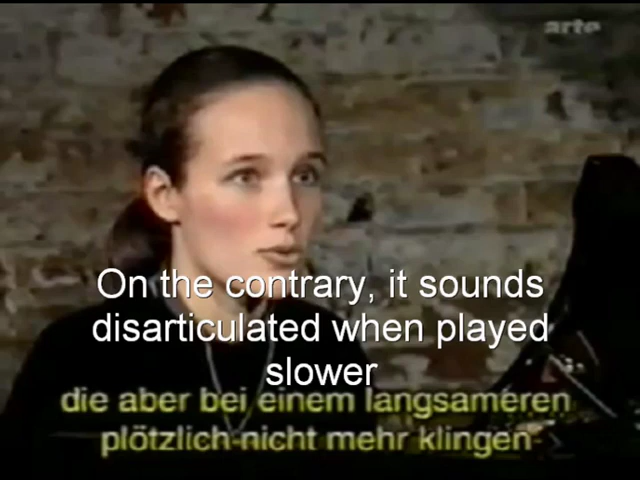 arte
On the contrary, it sounds
disarticulated when played
slower
die aber bei einem langsameren
plötzlich nicht mehr klingen